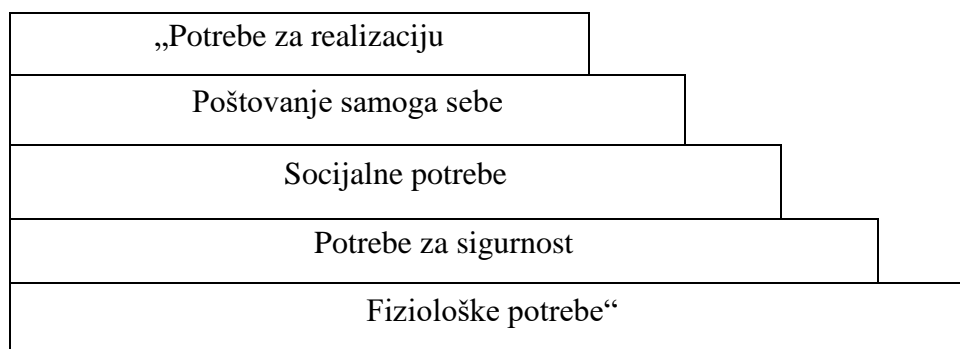 „Potrebe za realizaciju
Poštovanje samoga sebe
Socijalne potrebe
Potrebe za sigurnost
Fiziološke potrebe“